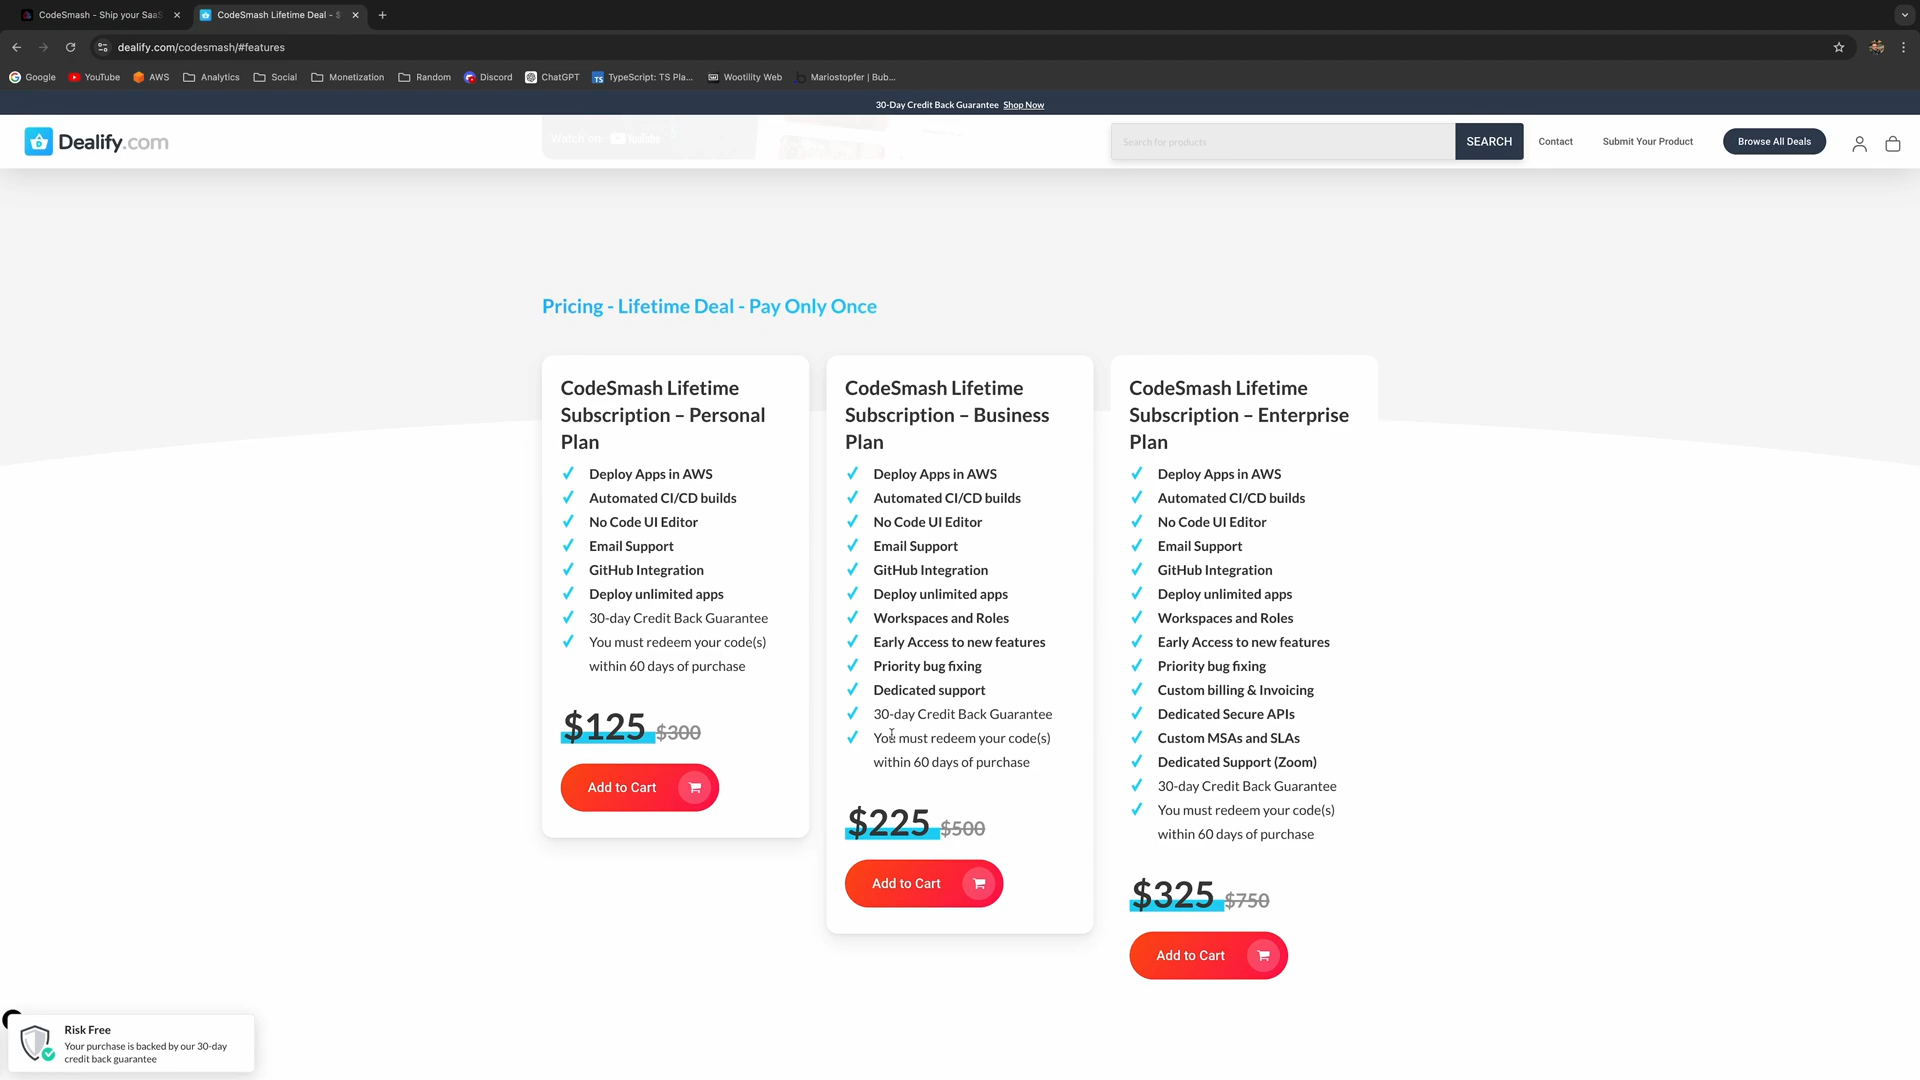 CodeSmash - Ship your SaaS
CodeSmash Lifetime Deal - $
dealify.com/codesmash/#features
Google
YouTube
AWS
Analytics
Social
Monetization
Random
Discord
ChatGPT
TypeScript: TS Pla...
Wootility Web
Mariostopfer | Bub...
30-Day Credit Back Guarantee Shop Now
Dealify.com
Watch on YouTube
Search for products
SEARCH
Contact
Submit Your Product
Browse All Deals
Pricing - Lifetime Deal - Pay Only Once
CodeSmash Lifetime
Subscription – Personal
Plan
Deploy Apps in AWS
Automated CI/CD builds
No Code UI Editor
Email Support
GitHub Integration
Deploy unlimited apps
30-day Credit Back Guarantee
You must redeem your code(s)
within 60 days of purchase
$125 $300
Add to Cart
CodeSmash Lifetime
Subscription – Business
Plan
Deploy Apps in AWS
Automated CI/CD builds
No Code UI Editor
Email Support
GitHub Integration
Deploy unlimited apps
Workspaces and Roles
Early Access to new features
Priority bug fixing
Dedicated support
30-day Credit Back Guarantee
You must redeem your code(s)
within 60 days of purchase
$225 $500
Add to Cart
CodeSmash Lifetime
Subscription – Enterprise
Plan
Deploy Apps in AWS
Automated CI/CD builds
No Code UI Editor
Email Support
GitHub Integration
Deploy unlimited apps
Workspaces and Roles
Early Access to new features
Priority bug fixing
Custom billing & Invoicing
Dedicated Secure APIs
Custom MSAs and SLAs
Dedicated Support (Zoom)
30-day Credit Back Guarantee
You must redeem your code(s)
within 60 days of purchase
$325 $750
Add to Cart
Risk Free
Your purchase is backed by our 30-day
credit back guarantee